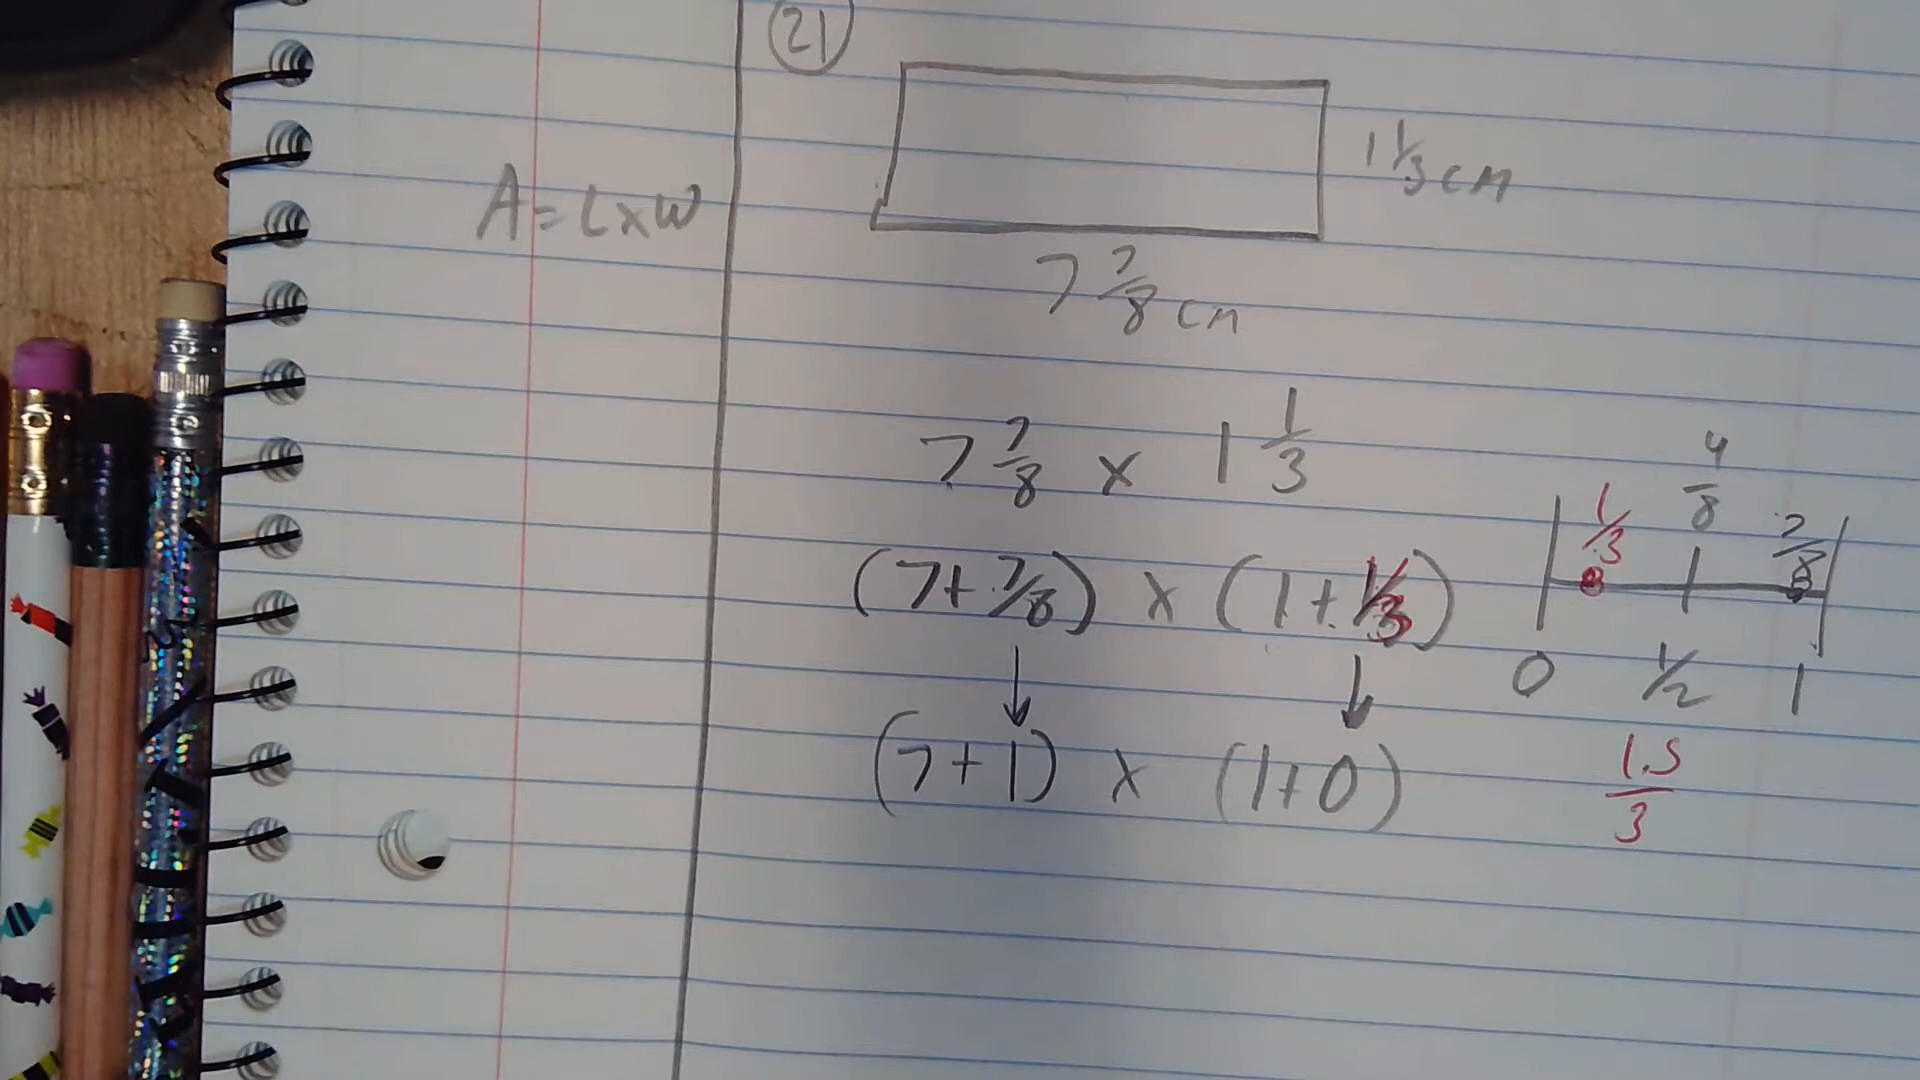 21
1 1/3 cm
A = L x W
7 7/8 cm
7 7/8 x 1 1/3
4/8
1/3 7/8
(7 + 7/8) x (1 + 1/3)
0 1/2 1
(7 + 1) x (1 + 0)
1.5/3